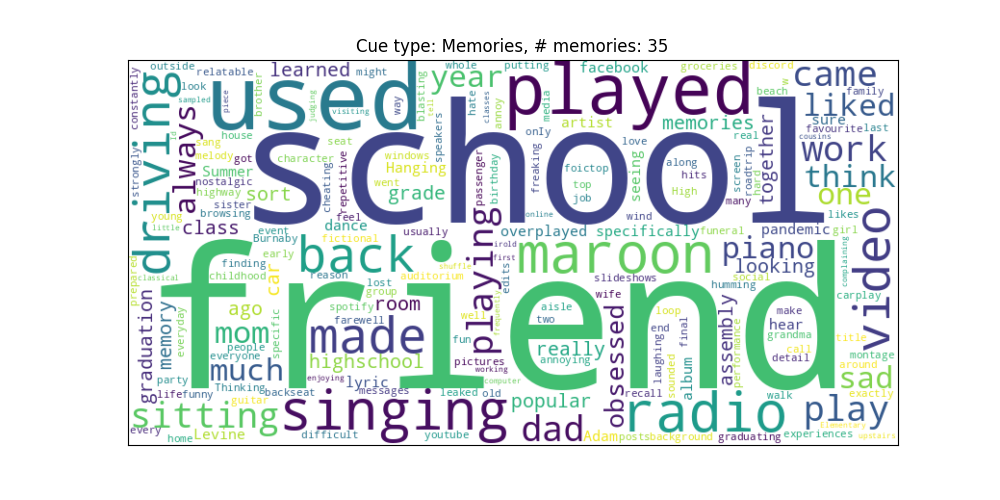 Cue type: Memories, # memories: 35
outside relatable learned might whole putting facebook groceries discord w
came
constantly look brother used blasting year played media family
sampled piece judging visiting way tell hate classes annoy artist memories beach liked
driving always house sang melody got seat school speakers only love real sure favourite last
strongly Summer character windows Hanging freaking foictop seeing along hits screen roadtrip together hard cousins work
nostalgic highway sister sort cheating repetitive went grade passenger birthday top job High many think
young little browsing class event feel dance usually online wind overplayed specifically funeral pandemic girl likes one
Burnaby fictional back playing irold first maroon piano complaining video
prepared classical finding early childhood reason auditorium shuffle edits slideshows social looking
car lost group friend humming carplay
graduation memory ago specific spotify room well frequently aisle wife loop assembly performance make title
everyday mom people farewell made fun two obsessed end final hear grandma montage
everyone much highschool pictures really annoying laughing sounded album detail call around
party life funny Thinking enjoying lyric working computer recall walk sad exactly
sitting guitar backseat messages singing leaked old popular radio play
every home Levine difficult youtube dad Adam posts background graduating experiences Elementary upstairs